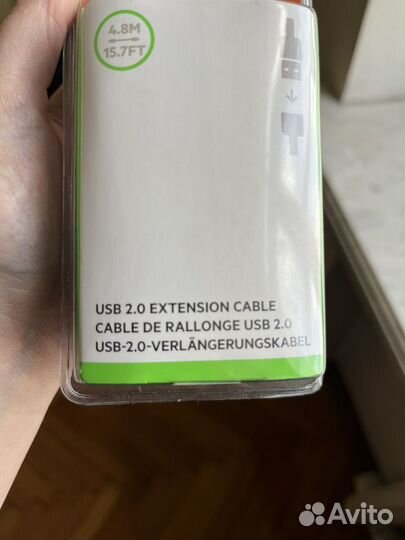 4.8M
15.7FT
USB 2.0 EXTENSION CABLE
CABLE DE RALLONGE USB 2.0
USB-2.0-VERLÄNGERUNGSKABEL
Avito